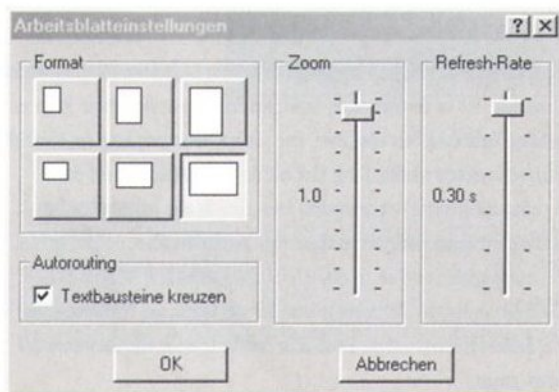 Arbeitsblatteinstellungen
Format
Zoom
Refresh-Rate
1.0
0.30 s
Autorouting
Textbausteine kreuzen
OK
Abbrechen